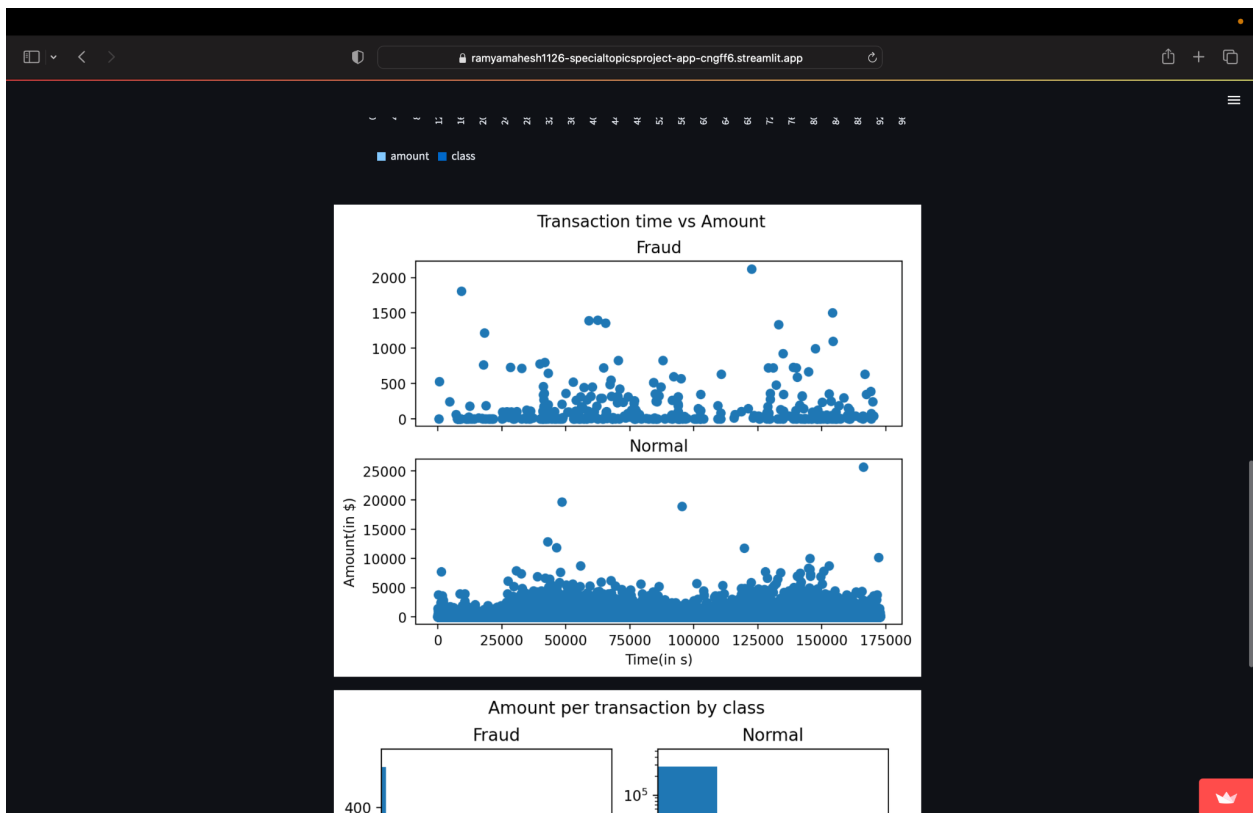 ramyamahesh1126-specialtopicsproject-app-cngff6.streamlit.app
amount class
Transaction time vs Amount
Fraud
2000
1500
1000
500
0
Normal
25000
20000
15000
10000
5000
0
Amount(in $)
0 25000 50000 75000 100000 125000 150000 175000
Time(in s)
Amount per transaction by class
Fraud Normal
400
10^5